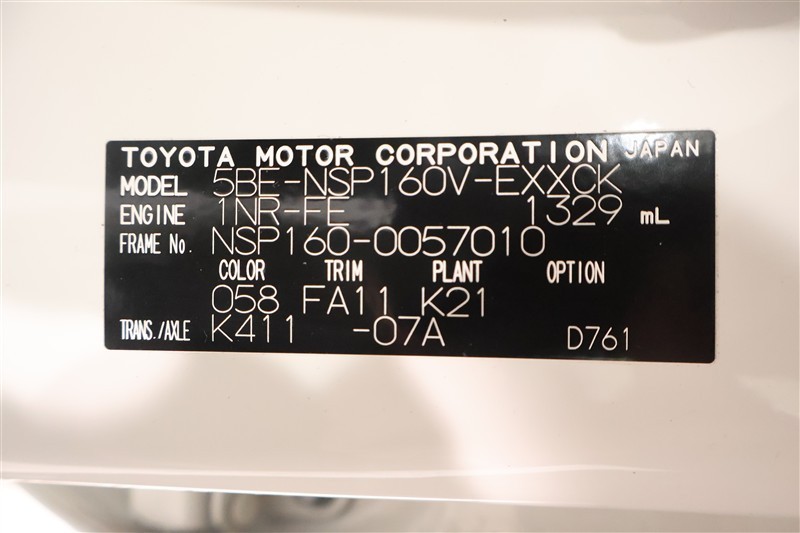 TOYOTA MOTOR CORPORATION JAPAN
MODEL 5BE-NSP160V-EXXCK
ENGINE 1NR-FE 1329 mL
FRAME No. NSP160-0057010
COLOR TRIM PLANT OPTION
058 FA11 K21
TRANS./AXLE K411 -07A D761